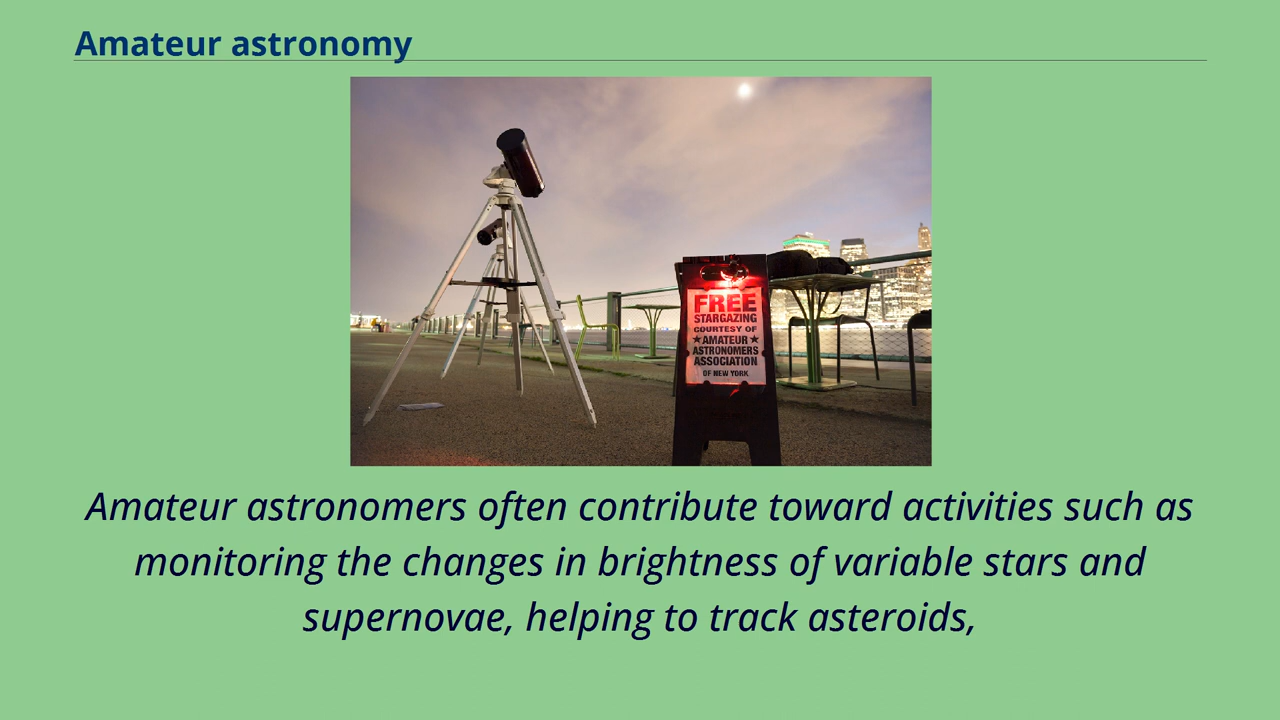 Amateur astronomy
FREE
STARGAZING
COURTESY OF
★AMATEUR★
ASTRONOMERS
ASSOCIATION
OF NEW YORK
Amateur astronomers often contribute toward activities such as
monitoring the changes in brightness of variable stars and
supernovae, helping to track asteroids,